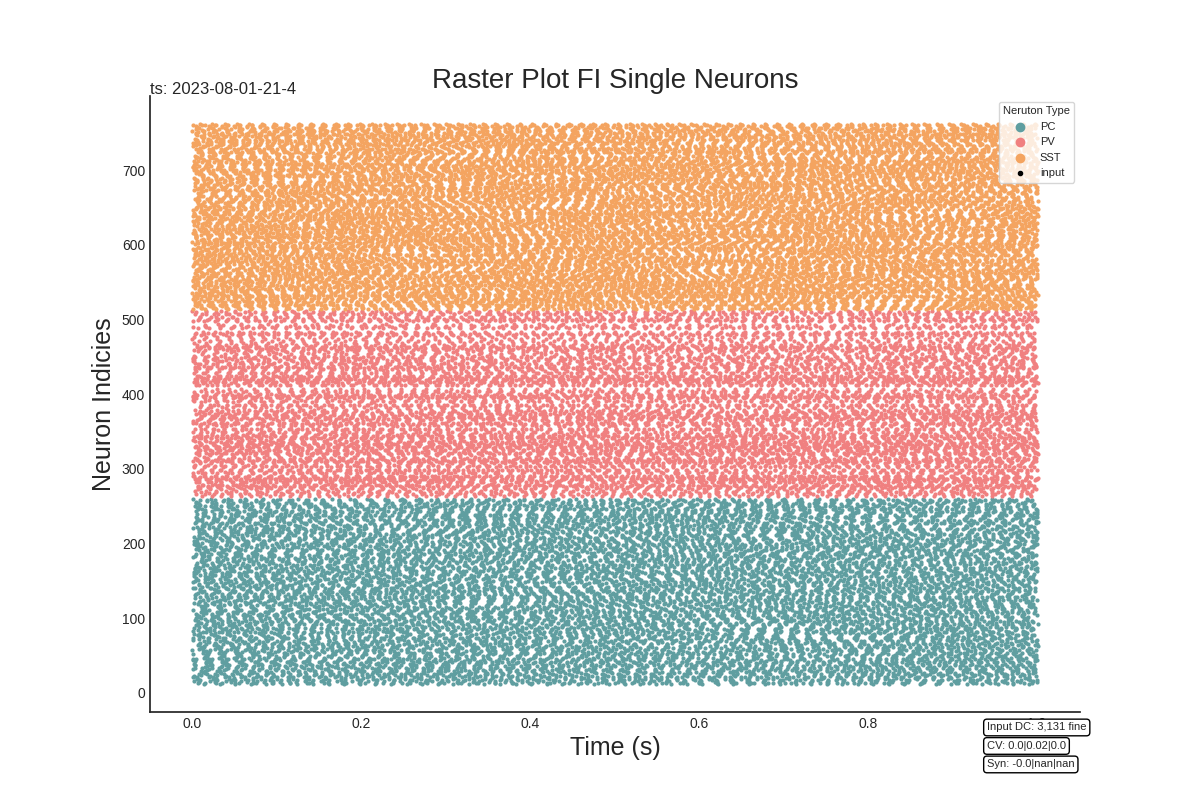 Raster Plot FI Single Neurons
ts: 2023-08-01-21-4
Neruton Type
PC
PV
SST
input
Neuron Indicies
700
600
500
400
300
200
100
0
0.0
0.2
0.4
0.6
0.8
Time (s)
Input DC: 3,131 fine
CV: 0.0|0.02|0.0
Syn: -0.0|nan|nan